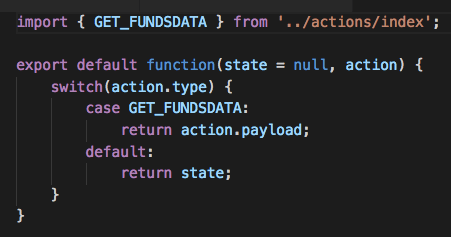 import { GET_FUNDSDATA } from '../actions/index';
export default function(state = null, action) {
switch(action.type) {
case GET_FUNDSDATA:
return action.payload;
default:
return state;
}
}